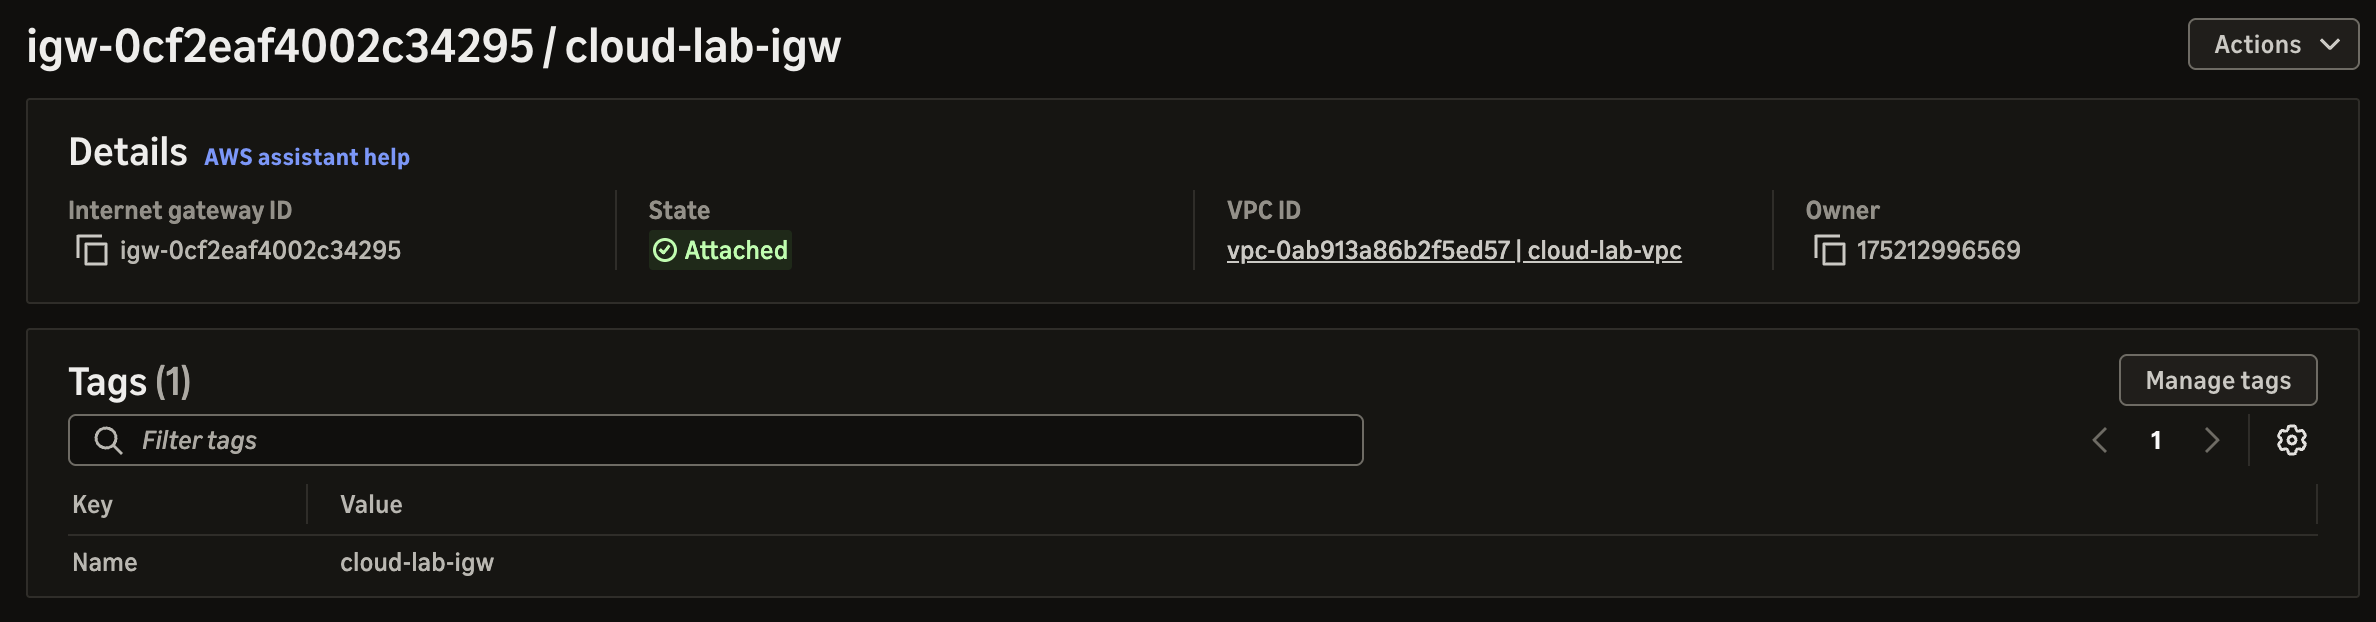 igw-0cf2eaf4002c34295 / cloud-lab-igw
Actions
Details AWS assistant help
Internet gateway ID
igw-0cf2eaf4002c34295
State
Attached
VPC ID
vpc-0ab913a86b2f5ed57 | cloud-lab-vpc
Owner
175212996569
Tags (1)
Manage tags
Filter tags
1
Key Value
Name cloud-lab-igw